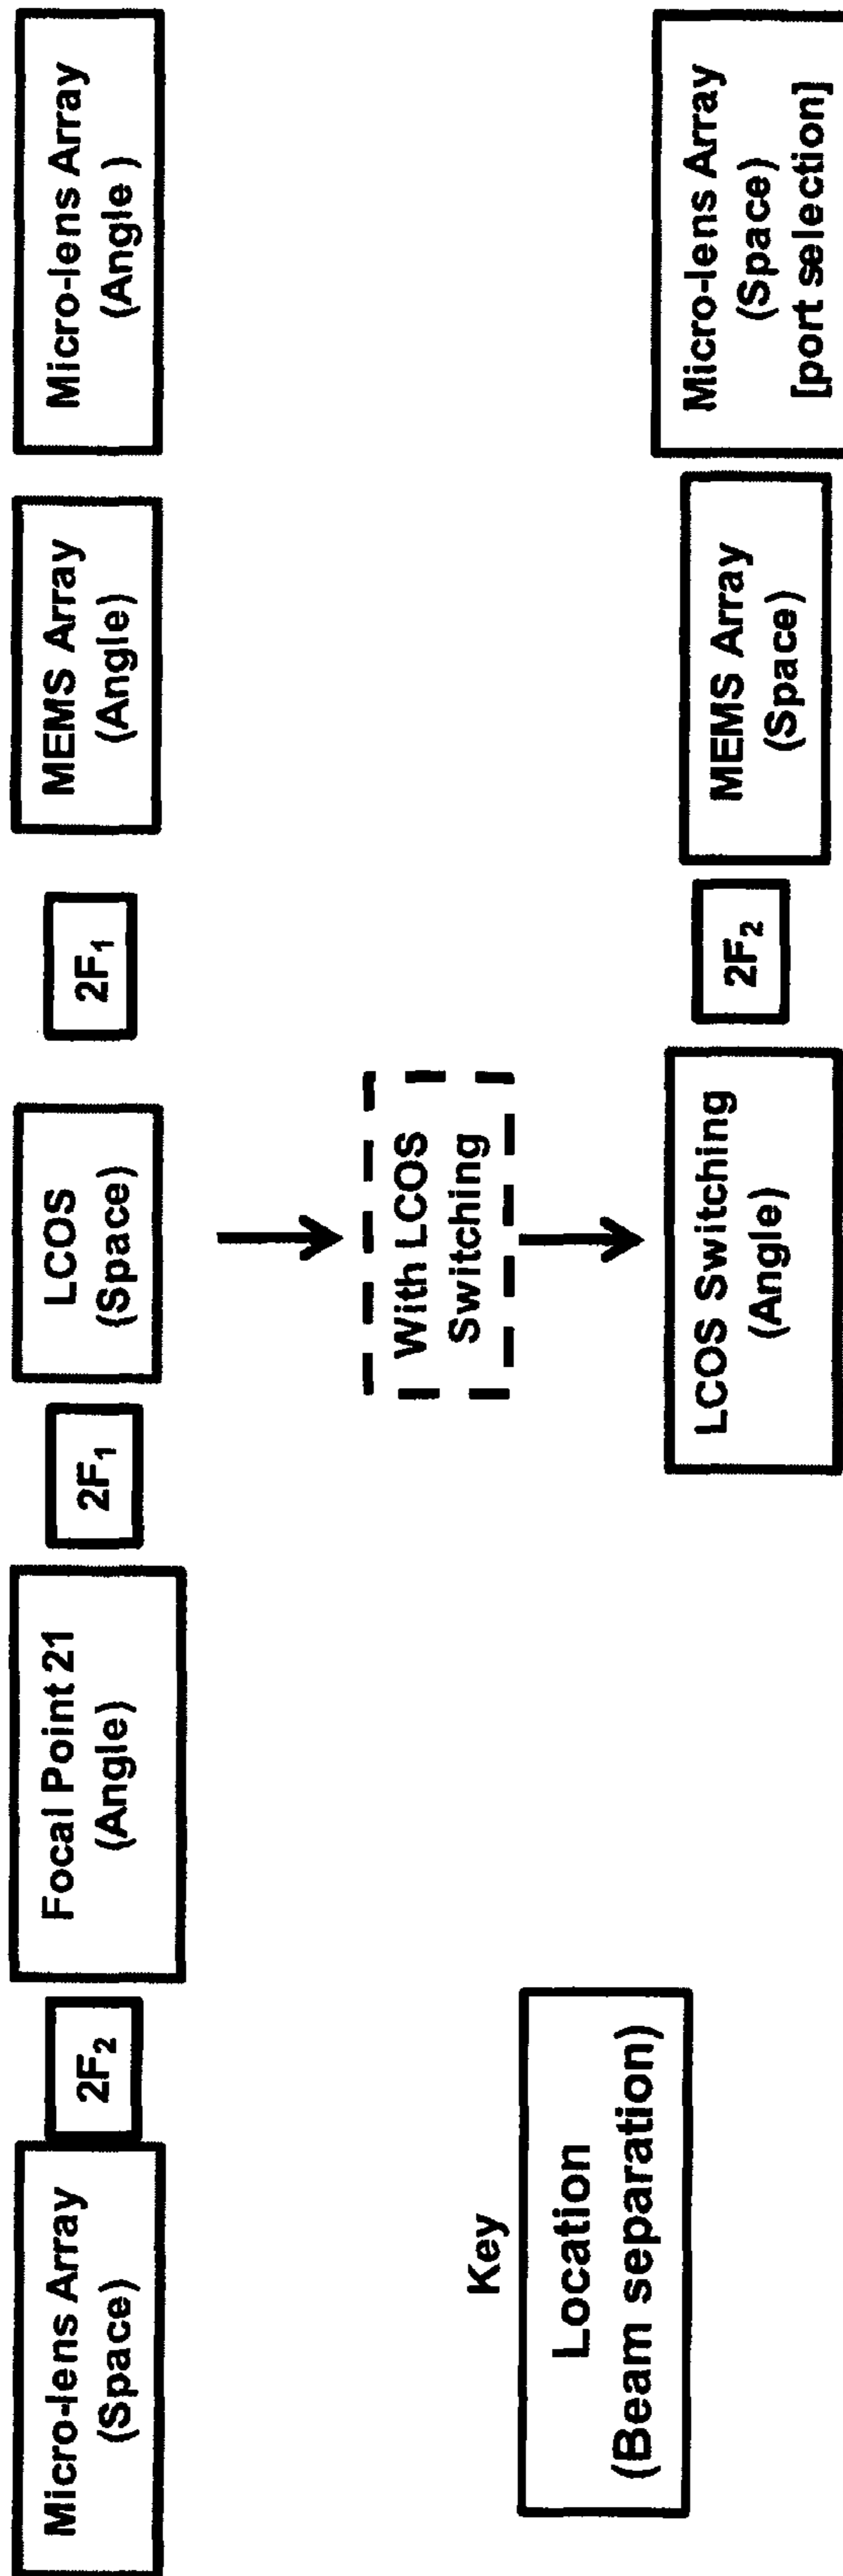 Micro-lens Array
(Space)
2F₂
Focal Point 21
(Angle)
2F₁
LCOS
(Space)
2F₁
MEMS Array
(Angle)
Micro-lens Array
(Angle )
With LCOS
Switching
LCOS Switching
(Angle)
2F₂
MEMS Array
(Space)
Micro-lens Array
(Space)
[port selection]
Key
Location
(Beam separation)